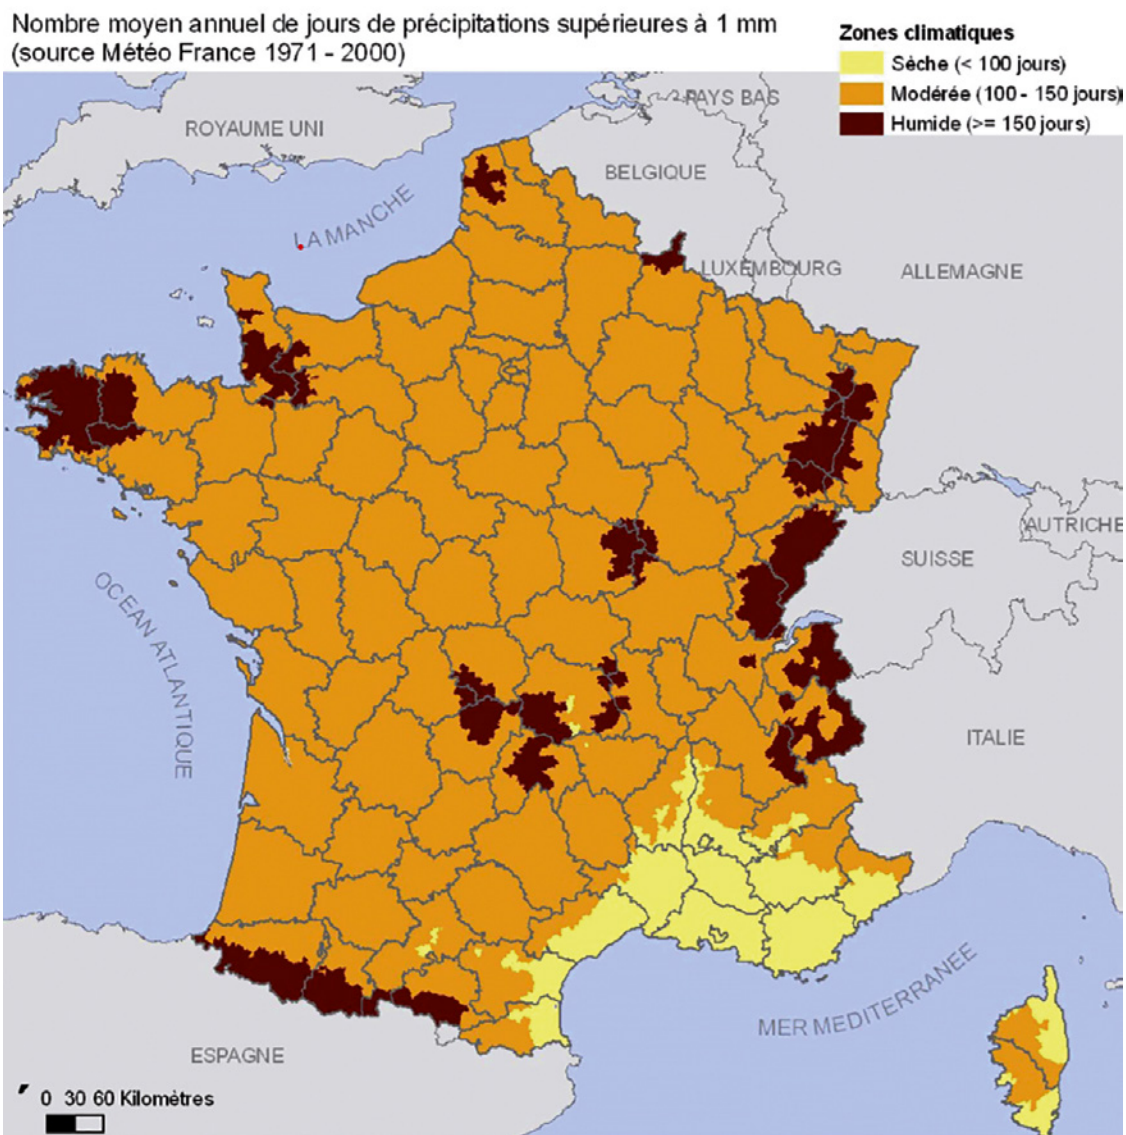 Nombre moyen annuel de jours de précipitations supérieures à 1 mm
(source Météo France 1971 - 2000)
Zones climatiques
Sèche (< 100 jours)
Modérée (100 - 150 jours)
Humide (>= 150 jours)
PAYS BAS
ROYAUME UNI
BELGIQUE
LA MANCHE
LUXEMBOURG
ALLEMAGNE
AUTRICHE
SUISSE
OCEAN ATLANTIQUE
ITALIE
MER MEDITERRANEE
ESPAGNE
0 30 60 Kilomètres